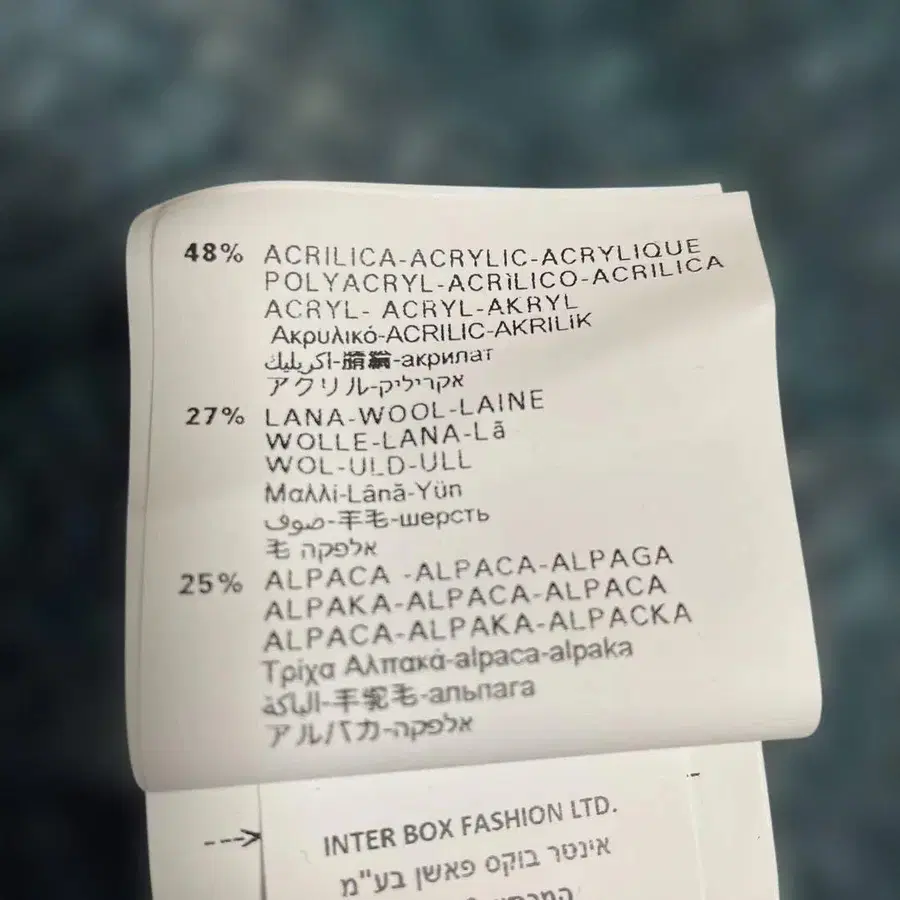 48% ACRILICA-ACRYLIC-ACRYLIQUE
POLYACRYL-ACRiLICO-ACRILICA
ACRYL- ACRYL-AKRYL
Ακρυλικό-ACRILIC-AKRILiK
اكريليك-腈綸-акрилат
アクリル-אקריליק
27% LANA-WOOL-LAINE
WOLLE-LANA-Lã
WOL-ULD-ULL
Μαλλί-Lână-Yün
صوف-羊毛-шерсть
毛 אלפקה
25% ALPACA -ALPACA-ALPAGA
ALPAKA-ALPACA-ALPACA
ALPACA-ALPAKA-ALPACKA
Τρίχα Αλπακά-alpaca-alpaka
الباكة-羊驼毛-альпага
アルパカ-אלפקה
INTER BOX FASHION LTD.
אינטר בוקס פאשן בע"מ